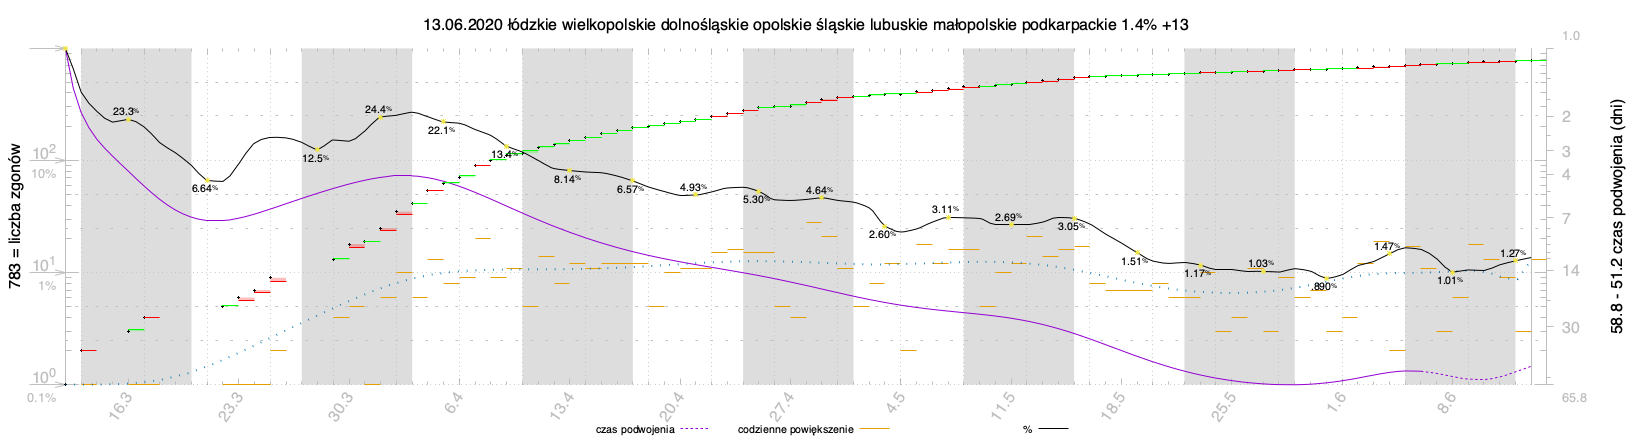 13.06.2020 łódzkie wielkopolskie dolnośląskie opolskie śląskie lubuskie małopolskie podkarpackie 1.4% +13
783 = liczba zgonów
10² 10% 10¹ 1% 10⁰ 0.1%
23.3% 6.64% 12.5% 24.4% 22.1% 13.4% 8.14% 6.57% 4.93% 5.30% 4.64% 2.60% 3.11% 2.69% 3.05% 1.51% 1.17% 1.03% .890% 1.47% 1.01% 1.27%
1.0 2 3 4 7 14 30 65.8
58.8 - 51.2 czas podwojenia (dni)
16.3 23.3 30.3 6.4 13.4 20.4 27.4 4.5 11.5 18.5 25.5 1.6 8.6
czas podwojenia codzienne powiększenie %